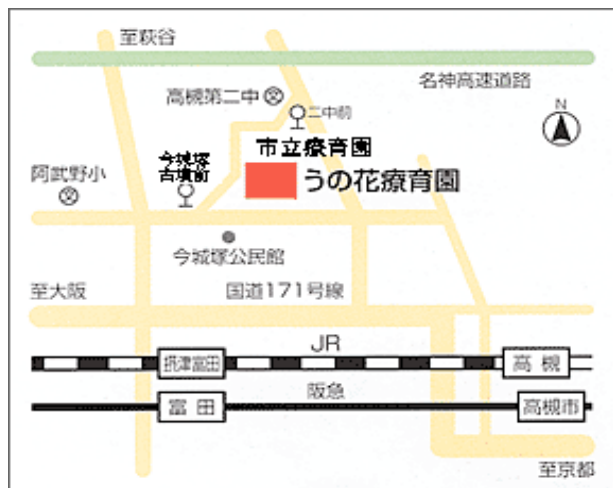 至萩谷
名神高速道路
高槻第二中
二中前
N
市立療育園
うの花療育園
今城塚
古墳前
阿武野小
今城塚公民館
至大阪
国道171号線
JR
摂津富田
高槻
阪急
富田
高槻市
至京都